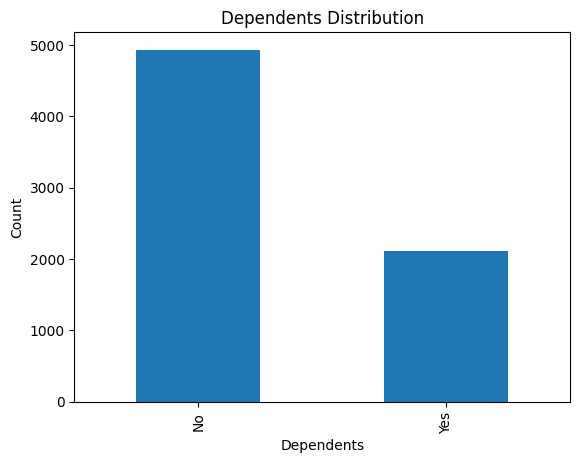 Dependents Distribution
5000
4000
3000
2000
1000
0
Count
No
Yes
Dependents